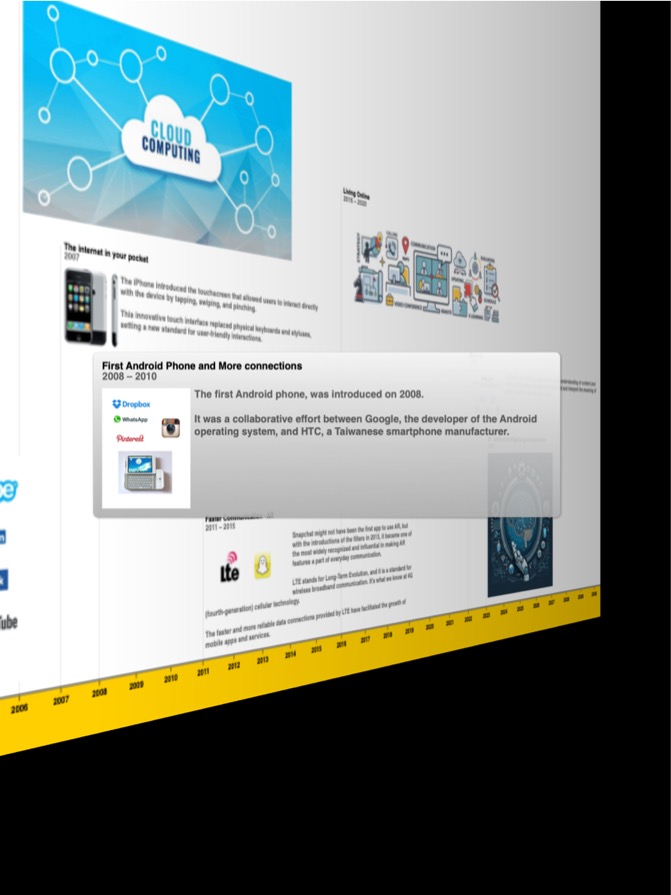 CLOUD
COMPUTING
Living Online
2015 – 2020
The internet in your pocket
2007
The iPhone introduced the touchscreen that allowed users to interact directly
with the device by tapping, swiping, and pinching.
This innovative touch interface replaced physical keyboards and styluses,
setting a new standard for user-friendly interactions.
First Android Phone and More connections
2008 – 2010
The first Android phone, was introduced on 2008.
It was a collaborative effort between Google, the developer of the Android
operating system, and HTC, a Taiwanese smartphone manufacturer.
Dropbox
WhatsApp
Pinterest
2011 – 2015
Snapchat might not have been the first app to use AR, but
with the introductions of the filters in 2015, it became one of
the most widely recognized and influential in making AR
features a part of everyday communication.
LTE stands for Long-Term Evolution, and it is a standard for
wireless broadband communication. It's what we know at 4G
(fourth-generation) cellular technology.
The faster and more reliable data connections provided by LTE have facilitated the growth of
mobile apps and services.
lte
2006 2007 2008 2009 2010 2011 2012 2013 2014 2015 2016 2017 2018 2019 2020 2021 2022 2023 2024 2025 2026 2027